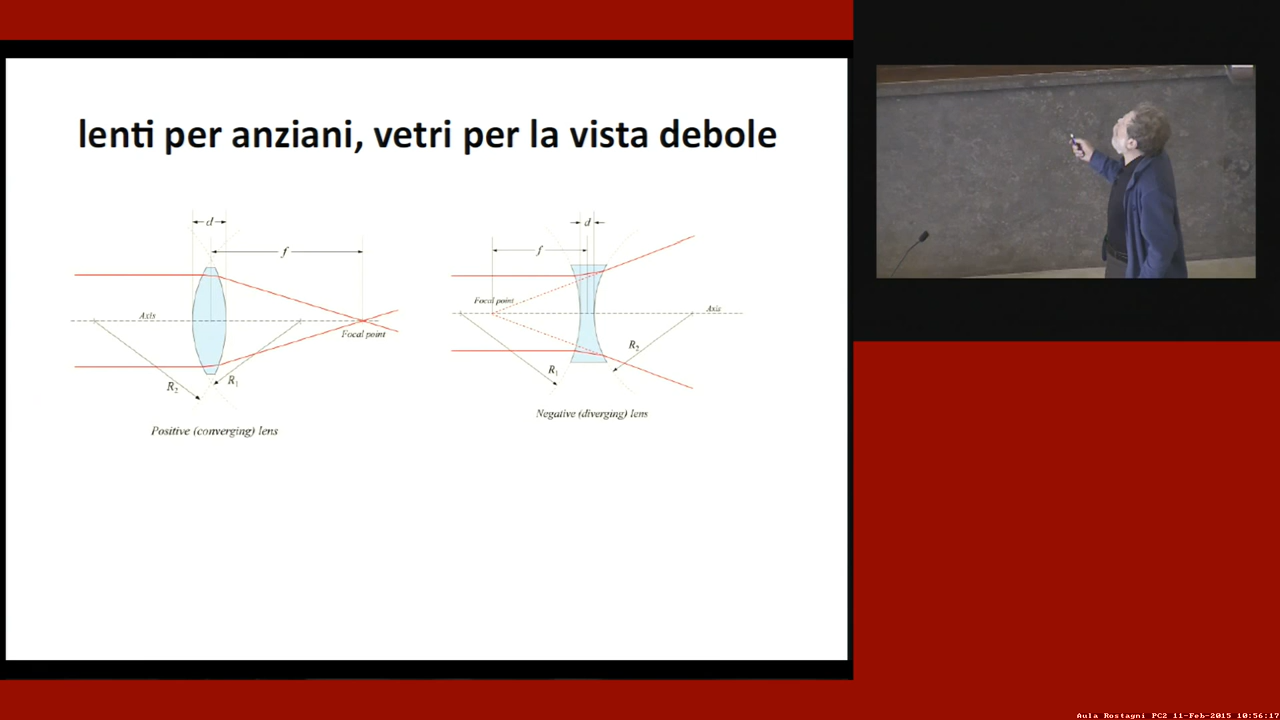 lenti per anziani, vetri per la vista debole
d
f
Axis
Focal point
R2
R1
Positive (converging) lens
d
f
Focal point
Axis
R2
R1
Negative (diverging) lens
Aula Rostagni PC2 11-Feb-2015 10:56:17